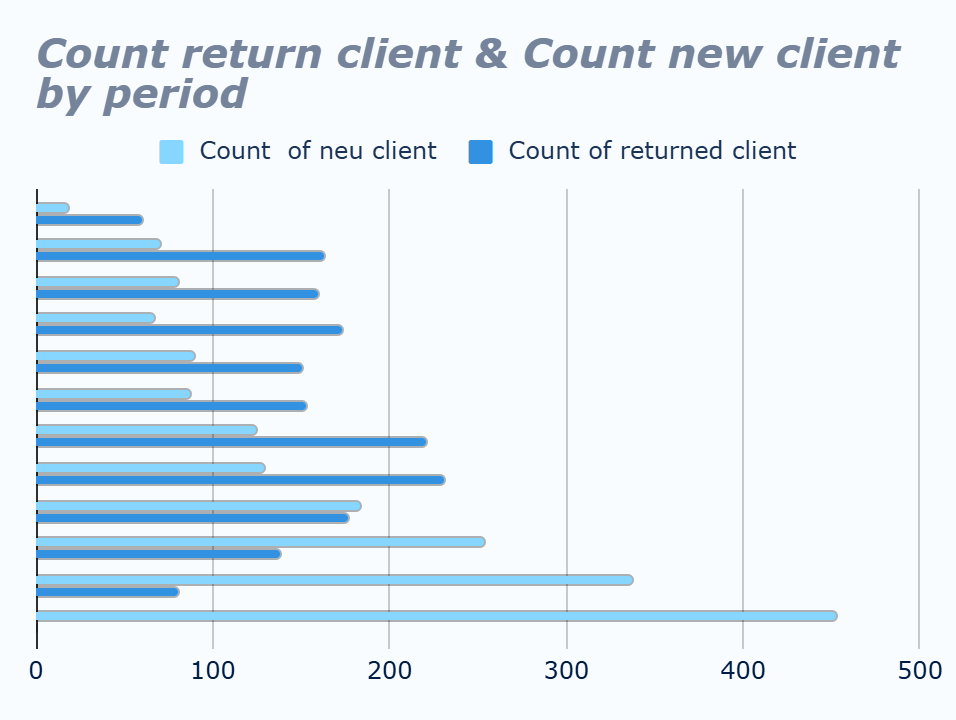 Count return client & Count new client
by period
Count  of neu client Count of returned client
0 100 200 300 400 500